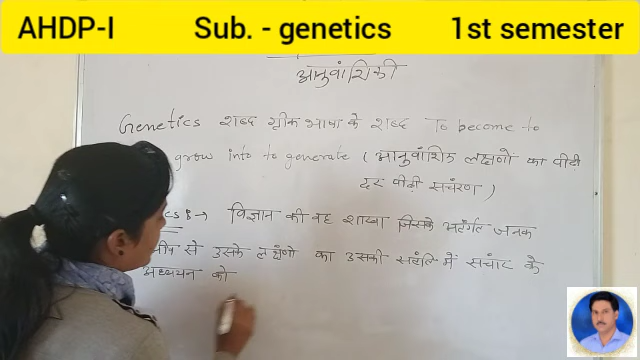 AHDP-I Sub. - genetics 1st semester
आनुवांशिकी
Genetics शब्द ग्रीक भाषा के शब्द To become to
grow into to generate ( आनुवांशिक लक्षणों का पीढ़ी
दर पीढ़ी संचरण )
cs :→ विज्ञान की वह शाखा जिसके अंतर्गत जनक
से उसके लक्षणों का उसकी संतति में संचार के
अध्ययन को